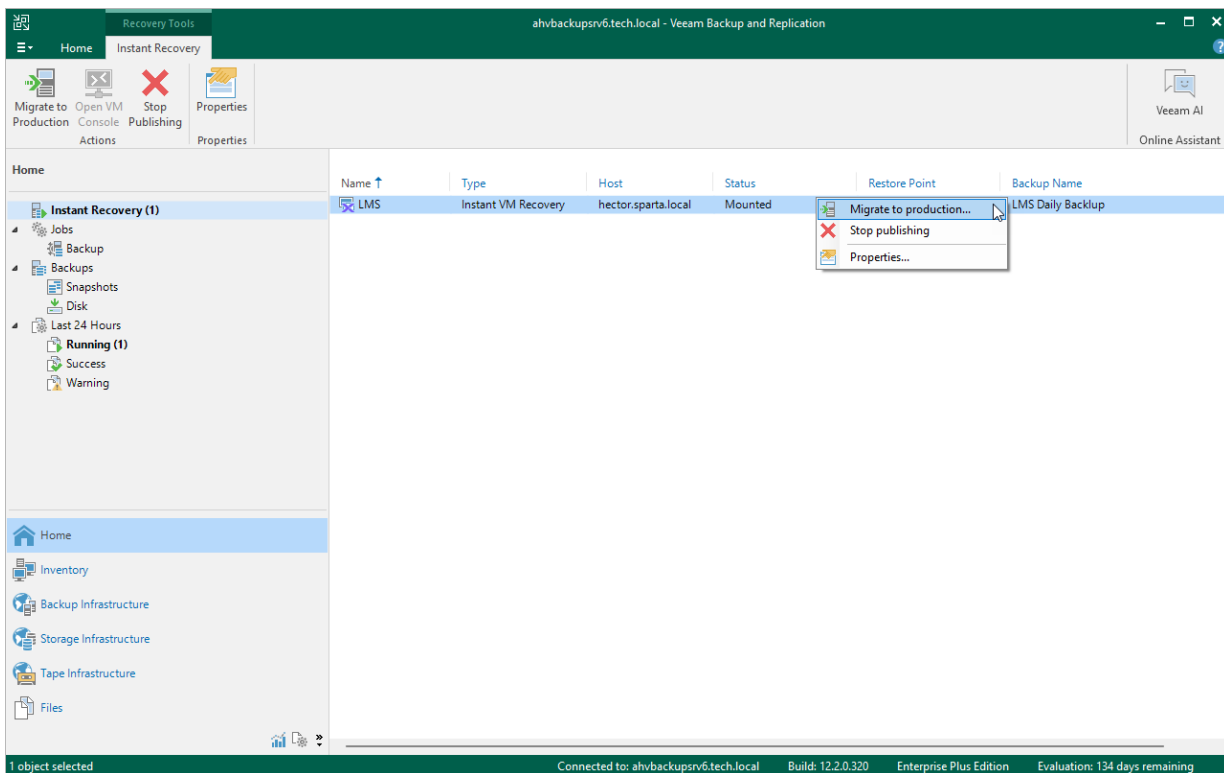 Recovery Tools
ahvbackupsrv6.tech.local - Veeam Backup and Replication
Home
Instant Recovery
?
Migrate to Production
Open VM Console
Stop Publishing
Properties
Veeam AI
Actions
Properties
Online Assistant
Home
Instant Recovery (1)
Jobs
Backup
Backups
Snapshots
Disk
Last 24 Hours
Running (1)
Success
Warning
Name Type Host Status Restore Point Backup Name
LMS Instant VM Recovery hector.sparta.local Mounted LMS Daily Backlup
Migrate to production...
Stop publishing
Properties...
Home
Inventory
Backup Infrastructure
Storage Infrastructure
Tape Infrastructure
Files
1 object selected
Connected to: ahvbackupsrv6.tech.local Build: 12.2.0.320 Enterprise Plus Edition Evaluation: 134 days remaining